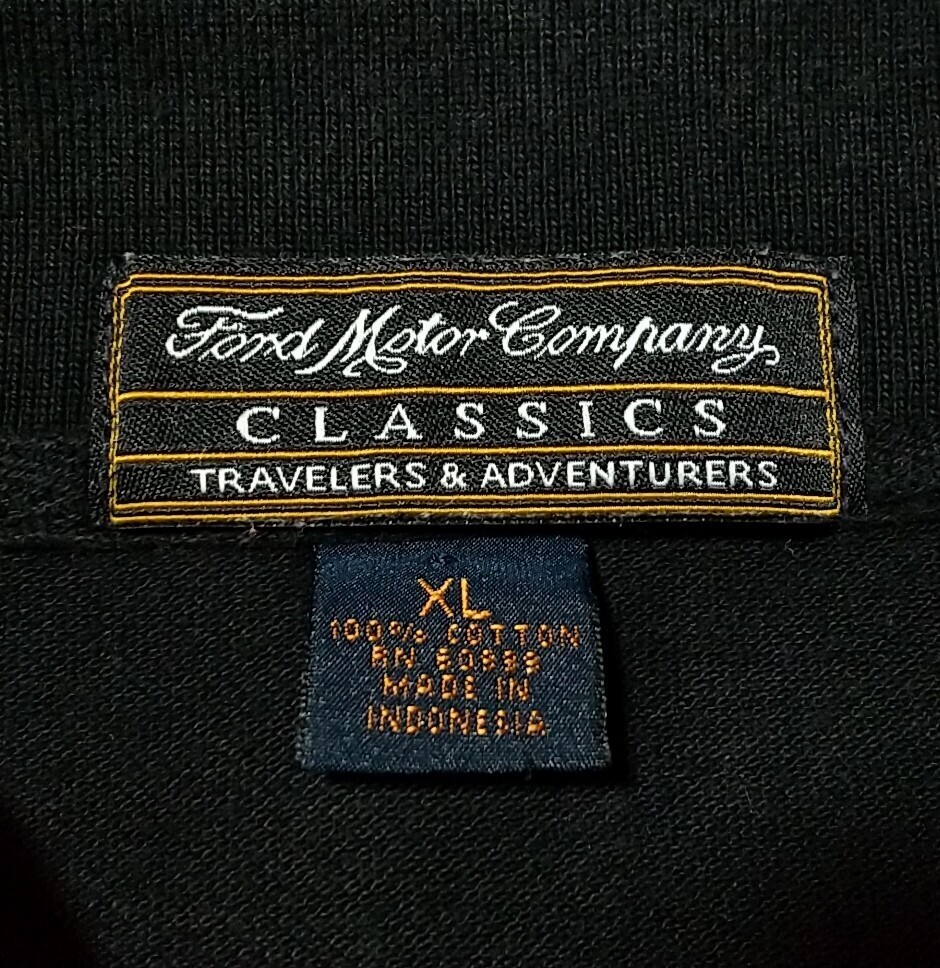 Ford Motor Company
CLASSICS
TRAVELERS & ADVENTURERS
XL
100% COTTON
RN
MADE IN
INDONESIA